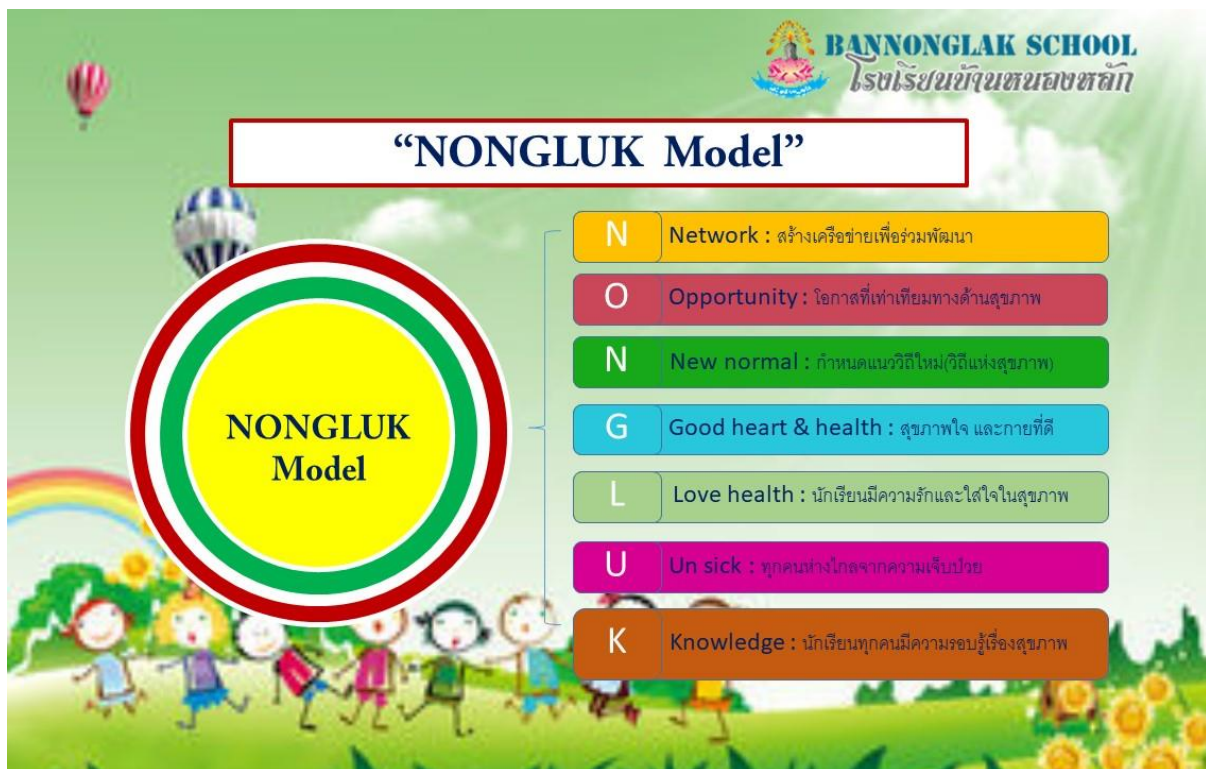 BANNONGLAK SCHOOL
โรงเรียนบ้านหนองหลัก
“NONGLUK Model”
NONGLUK
Model
N Network : สร้างเครือข่ายเพื่อร่วมพัฒนา
O Opportunity : โอกาสที่เท่าเทียมทางด้านสุขภาพ
N New normal : กำหนดแนววิถีใหม่(วิถีแห่งสุขภาพ)
G Good heart & health : สุขภาพใจ และกายที่ดี
L Love health : นักเรียนมีความรักและใส่ใจในสุขภาพ
U Un sick : ทุกคนห่างไกลจากความเจ็บป่วย
K Knowledge : นักเรียนทุกคนมีความรอบรู้เรื่องสุขภาพ